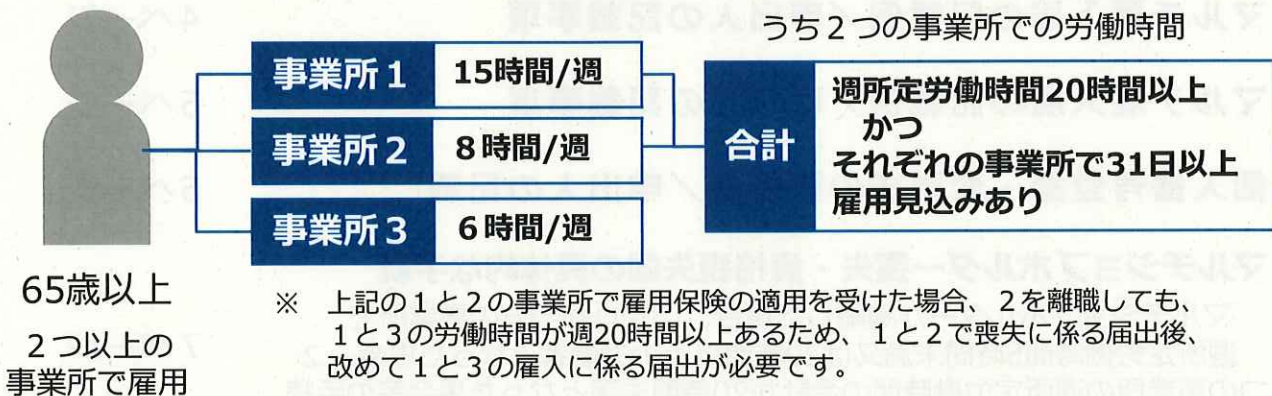 うち２つの事業所での労働時間
事業所１ 15時間/週
事業所２ ８時間/週
事業所３ ６時間/週
合計
週所定労働時間20時間以上
かつ
それぞれの事業所で31日以上
雇用見込みあり
65歳以上
２つ以上の
事業所で雇用
※ 上記の１と２の事業所で雇用保険の適用を受けた場合、２を離職しても、
１と３の労働時間が週20時間以上あるため、１と２で喪失に係る届出後、
改めて１と３の雇入に係る届出が必要です。